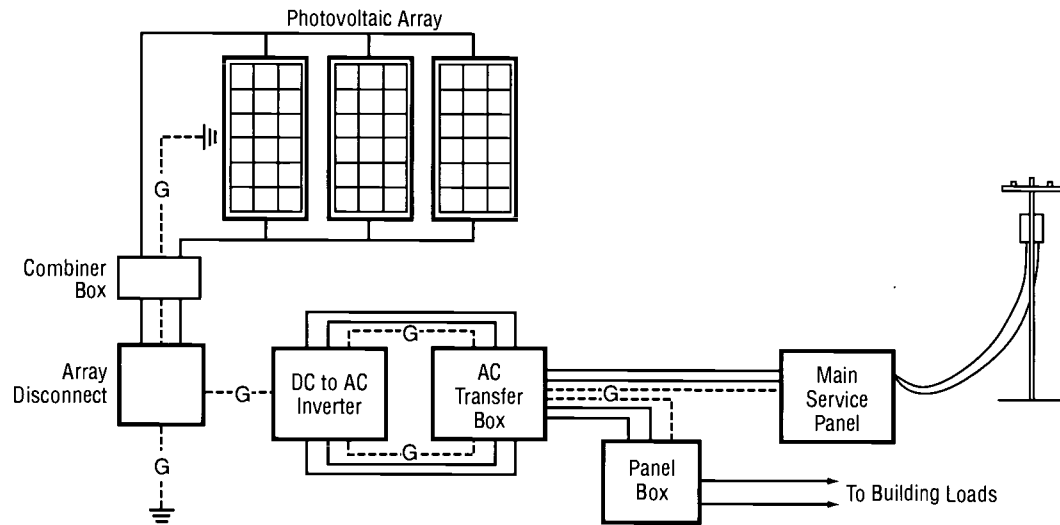 Photovoltaic Array
G
Combiner
Box
Array
Disconnect
G
G
DC to AC
Inverter
G
G
AC
Transfer
Box
G
Main
Service
Panel
Panel
Box
To Building Loads